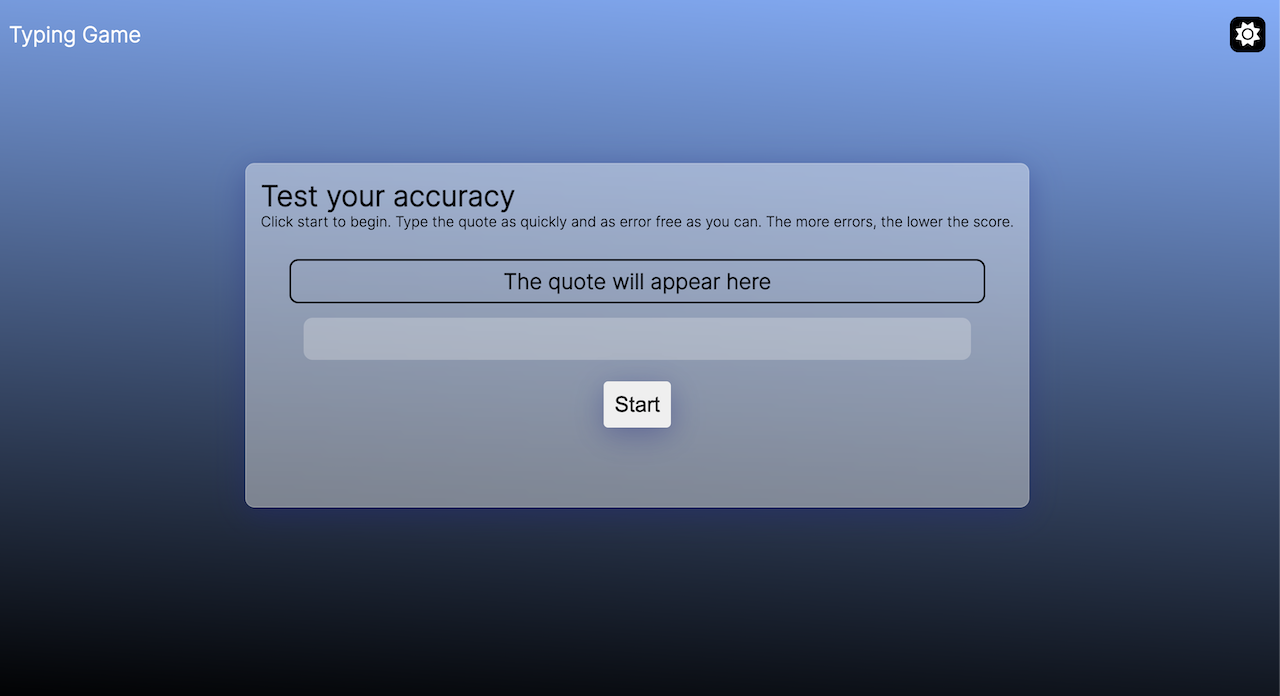 Typing Game
Test your accuracy
Click start to begin. Type the quote as quickly and as error free as you can. The more errors, the lower the score.
The quote will appear here
Start